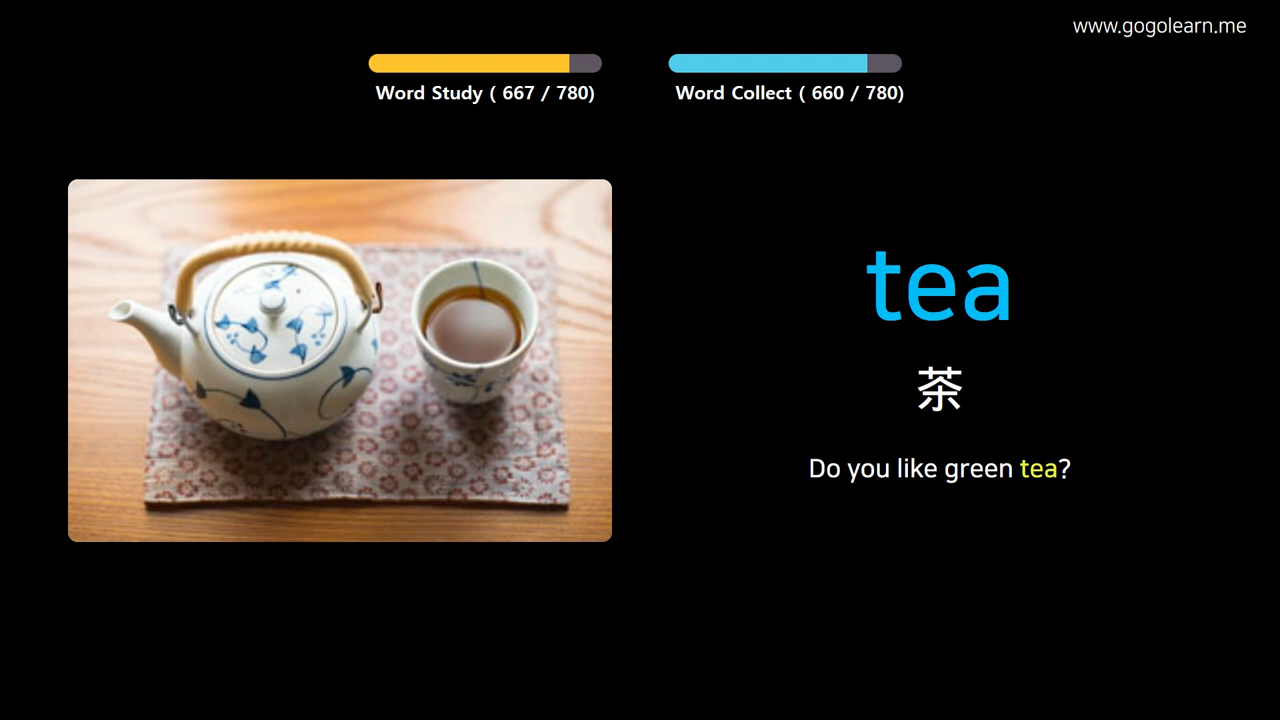 www.gogolearn.me
Word Study ( 667 / 780)
Word Collect ( 660 / 780)
tea
茶
Do you like green tea?